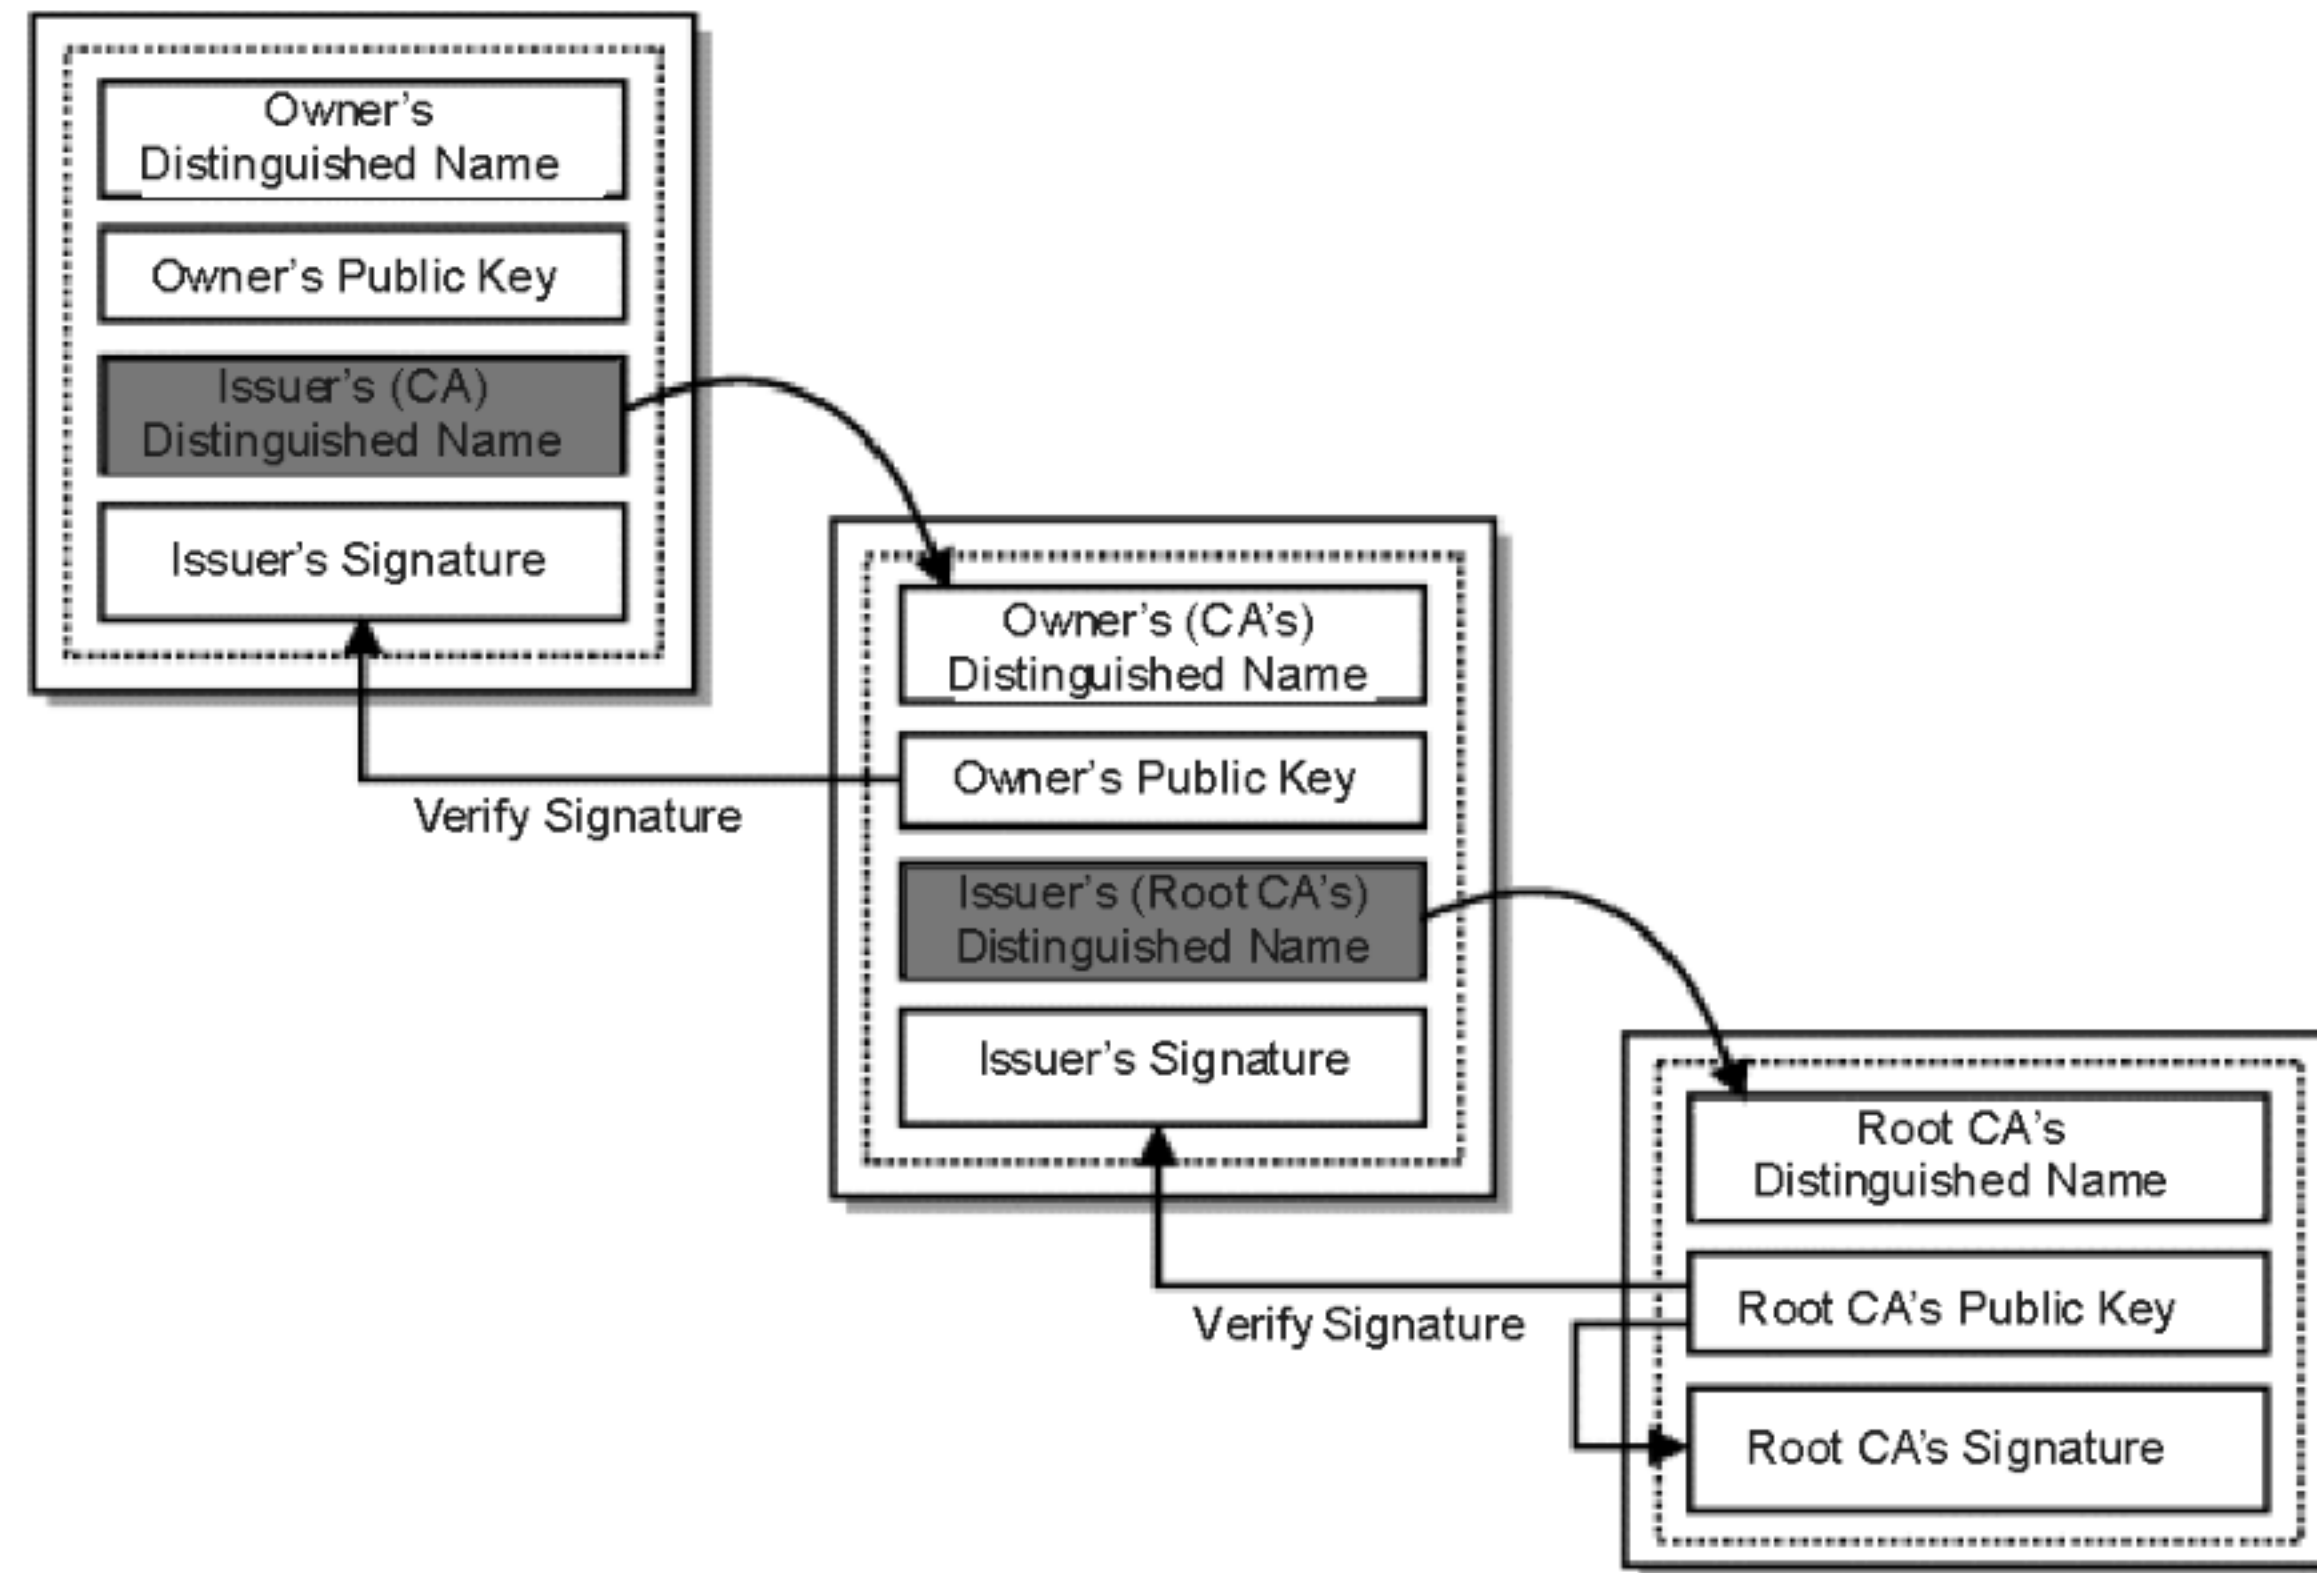 Owner’s
Distinguished Name
Owner’s Public Key
Issuer’s (CA)
Distinguished Name
Issuer’s Signature
Verify Signature
Owner’s (CA’s)
Distinguished Name
Owner’s Public Key
Issuer’s (Root CA’s)
Distinguished Name
Issuer’s Signature
Verify Signature
Root CA’s
Distinguished Name
Root CA’s Public Key
Root CA’s Signature